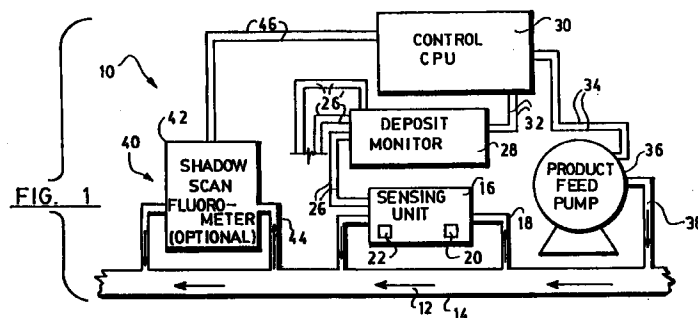 46
30
CONTROL
CPU
10
26
34
42
DEPOSIT
MONITOR
32
28
36
40
SHADOW
SCAN
FLUORO-
METER
(OPTIONAL)
PRODUCT
FEED
PUMP
FIG. 1
26
SENSING
UNIT
16
18
44
22
20
38
12
14